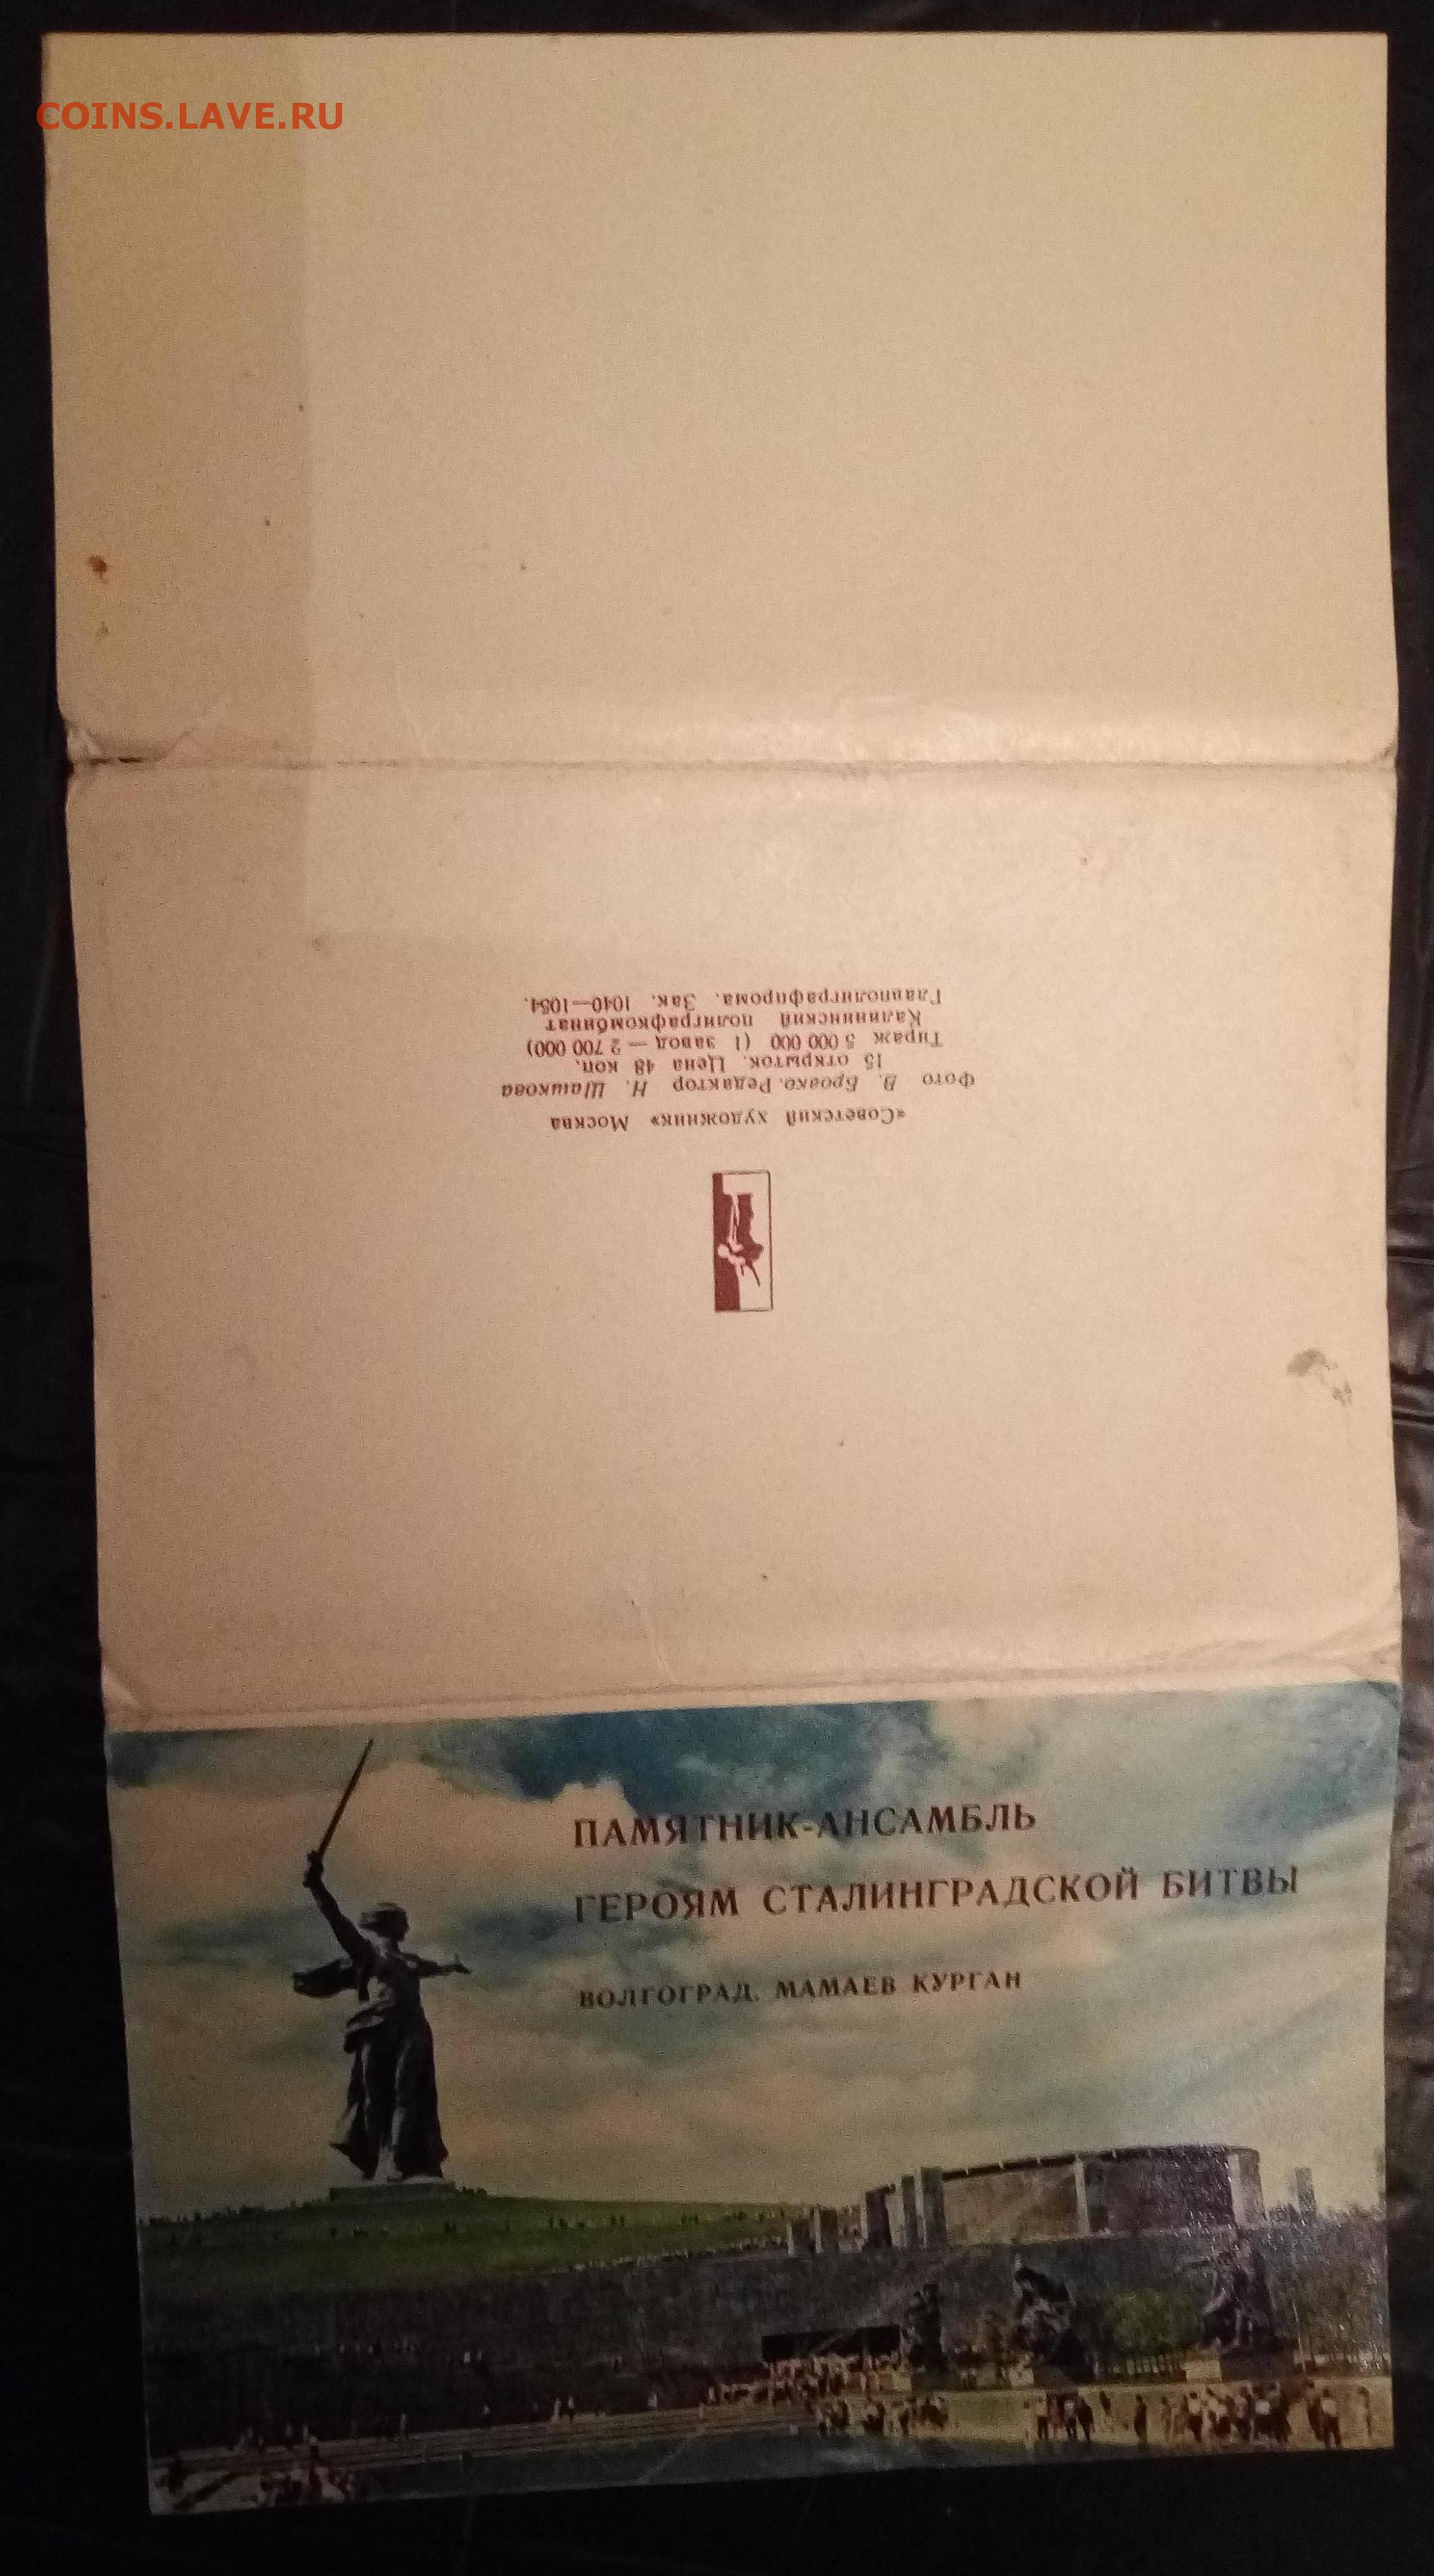 COINS.LAVE.RU
«Советский художник» Москва
Фото В. Бровко. Редактор Н. Шашкова
15 открыток. Цена 48 коп.
Тираж 5 000 000 (1 завод — 2 700 000)
Калининский полиграфкомбинат
Главполиграфпрома. Зак. 1040—1054.
ПАМЯТНИК-АНСАМБЛЬ
ГЕРОЯМ СТАЛИНГРАДСКОЙ БИТВЫ
ВОЛГОГРАД. МАМАЕВ КУРГАН